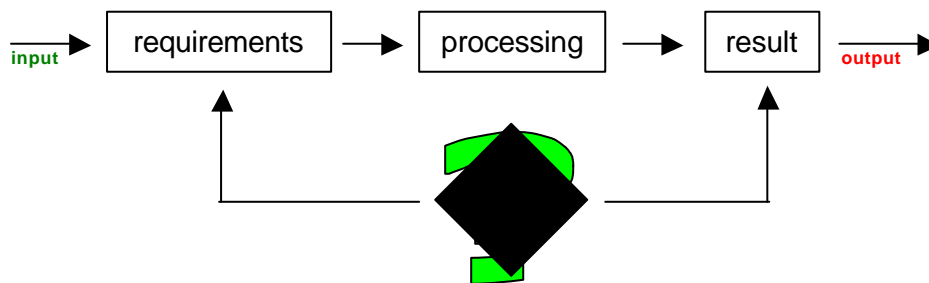 requirements
processing
result
input
output